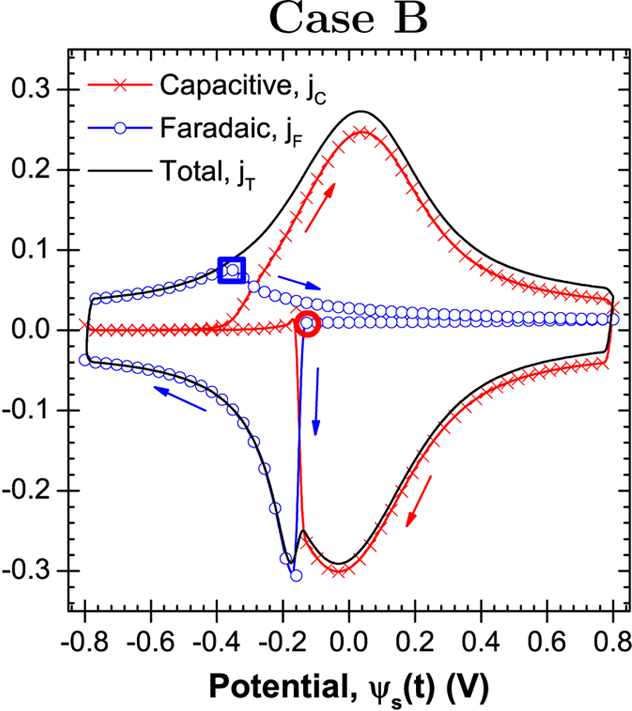 Case B
Capacitive, j_C
Faradaic, j_F
Total, j_T
0.3
0.2
0.1
0.0
-0.1
-0.2
-0.3
-0.8 -0.6 -0.4 -0.2 0.0 0.2 0.4 0.6 0.8
Potential, ψ_s(t) (V)